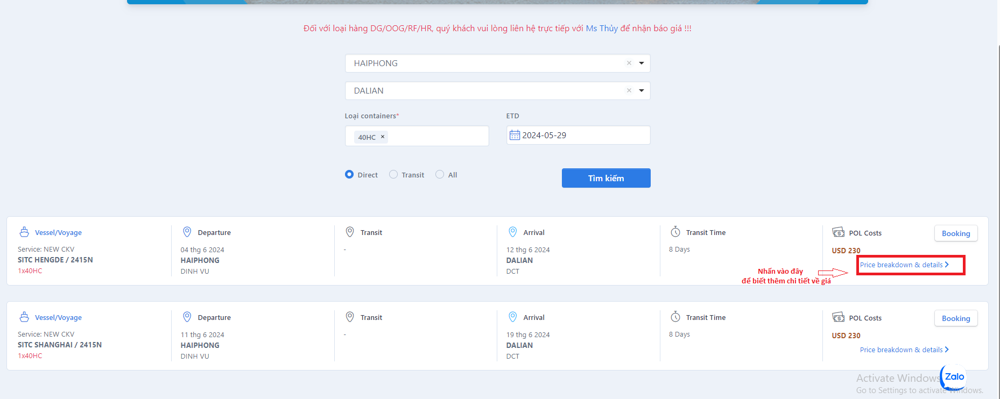 Đối với loại hàng DG/OOG/RF/HR, quý khách vui lòng liên hệ trực tiếp với Ms Thủy để nhận báo giá !!!
HAIPHONG
DALIAN
Loại containers*
ETD
40HC ×
2024-05-29
Direct
Transit
All
Tìm kiếm
Vessel/Voyage
Service: NEW CKV
SITC HENGDE / 2415N
1x40HC
Departure
04 thg 6 2024
HAIPHONG
DINH VU
Transit
-
Arrival
12 thg 6 2024
DALIAN
DCT
Transit Time
8 Days
POL Costs
Booking
USD 230
Price breakdown & details
Nhấn vào đây
để biết thêm chi tiết về giá
Vessel/Voyage
Service: NEW CKV
SITC SHANGHAI / 2415N
1x40HC
Departure
11 thg 6 2024
HAIPHONG
DINH VU
Transit
-
Arrival
19 thg 6 2024
DALIAN
DCT
Transit Time
8 Days
POL Costs
Booking
USD 230
Price breakdown & details
Zalo
Activate Windows
Go to Settings to activate Windows.